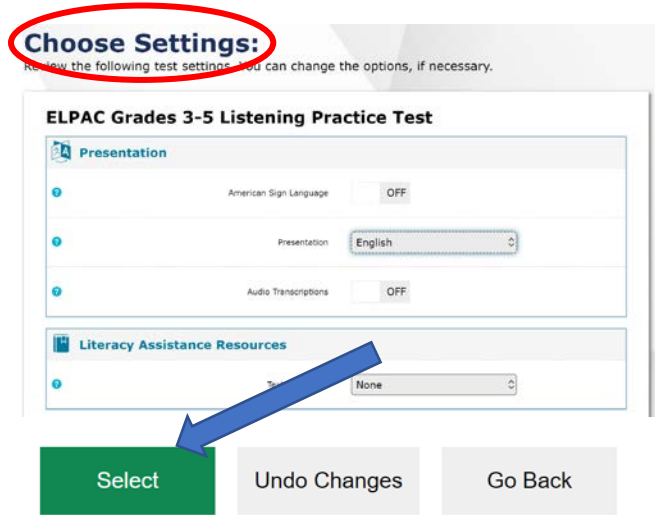 Choose Settings:
Review the following test settings. You can change the options, if necessary.
ELPAC Grades 3-5 Listening Practice Test
Presentation
American Sign Language OFF
Presentation English
Audio Transcriptions OFF
Literacy Assistance Resources
None
Select Undo Changes Go Back